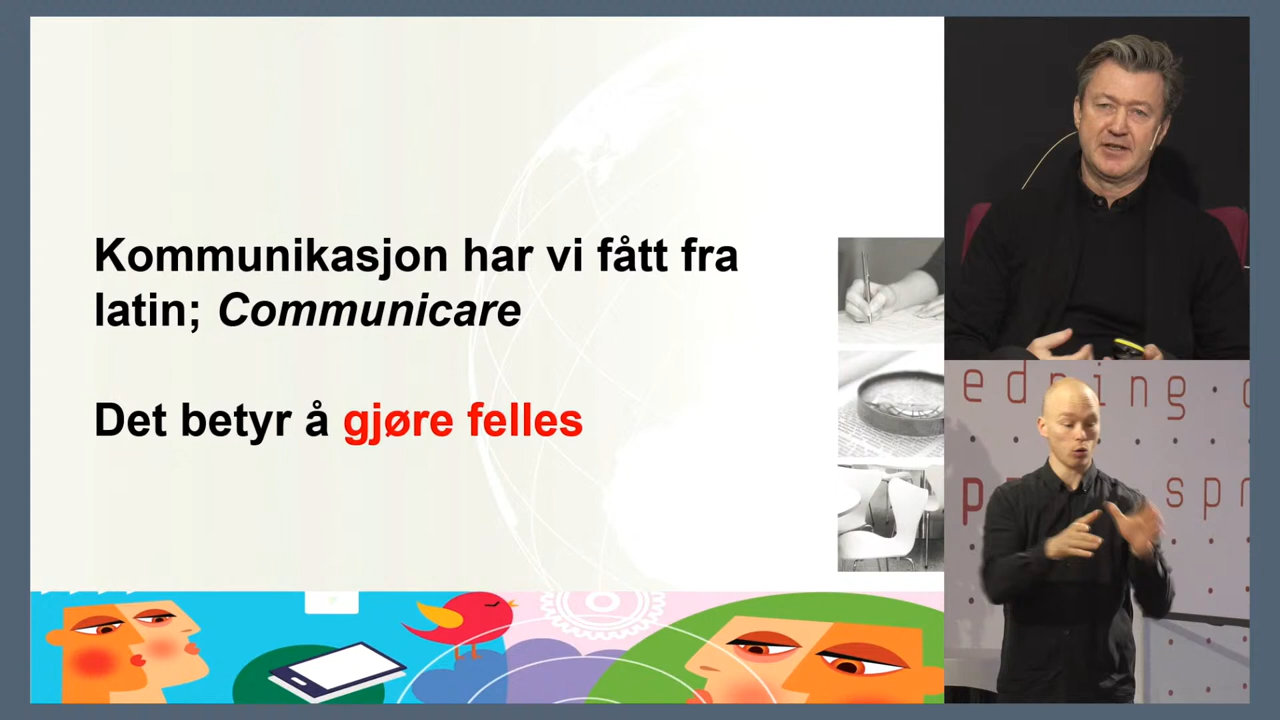 Kommunikasjon har vi fått fra
latin; Communicare
Det betyr å gjøre felles